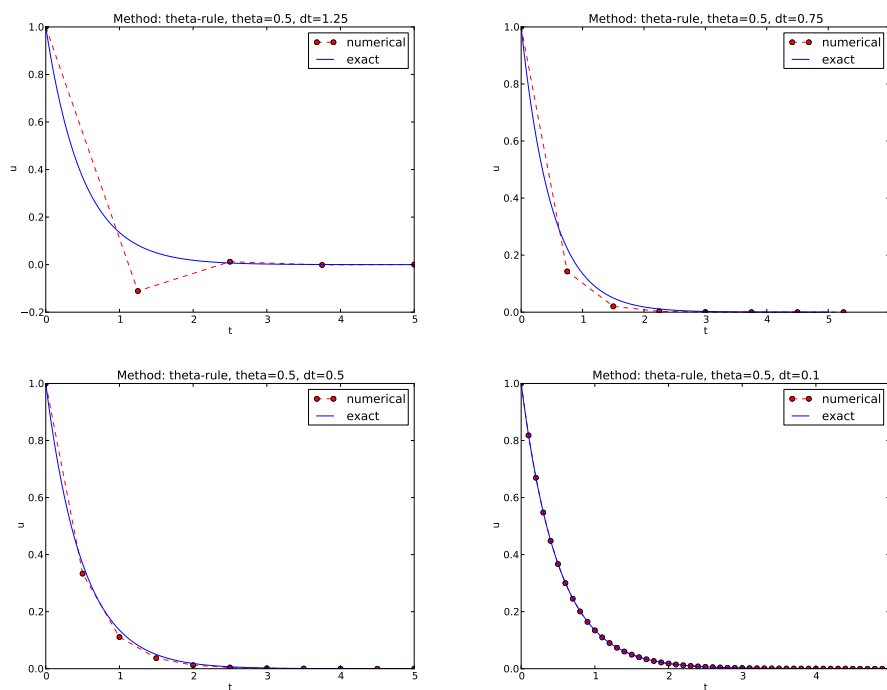 Method: theta-rule, theta=0.5, dt=1.25
numerical
exact
1.0
0.8
0.6
0.4
0.2
0.0
−0.2
u
0 1 2 3 4 5
t
Method: theta-rule, theta=0.5, dt=0.75
numerical
exact
1.0
0.8
0.6
0.4
0.2
0.0
u
0 1 2 3 4 5
t
Method: theta-rule, theta=0.5, dt=0.5
numerical
exact
1.0
0.8
0.6
0.4
0.2
0.0
u
0 1 2 3 4 5
t
Method: theta-rule, theta=0.5, dt=0.1
numerical
exact
1.0
0.8
0.6
0.4
0.2
0.0
u
0 1 2 3 4
t